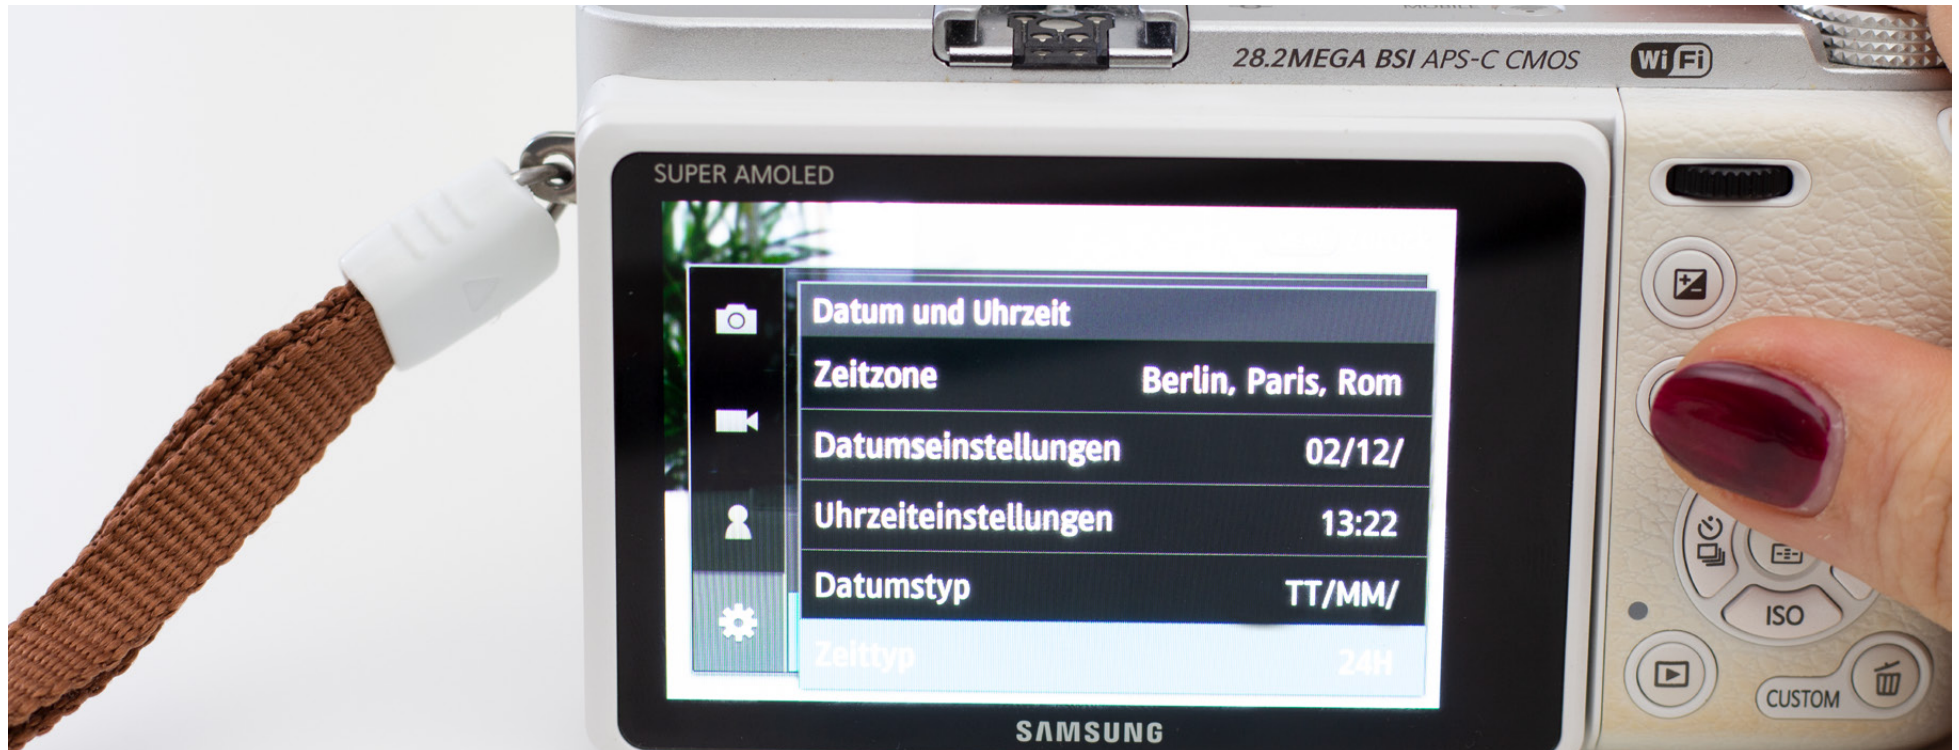 MOBILE
28.2MEGA BSI APS-C CMOS WiFi
SUPER AMOLED
Datum und Uhrzeit
Zeitzone Berlin, Paris, Rom
Datumseinstellungen 02/12/
Uhrzeiteinstellungen 13:22
Datumstyp TT/MM/
Zeittyp 24H
ISO
CUSTOM
SAMSUNG